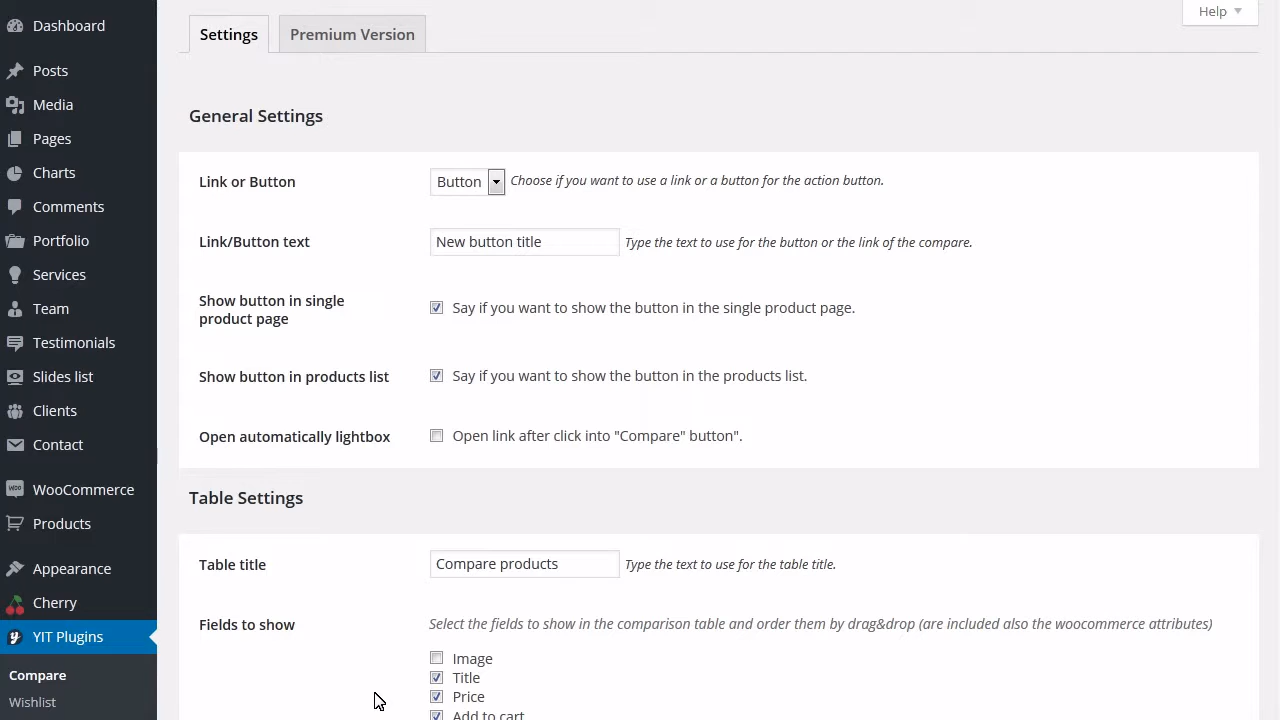 Dashboard
Posts
Media
Pages
Charts
Comments
Portfolio
Services
Team
Testimonials
Slides list
Clients
Contact
WooCommerce
Products
Appearance
Cherry
YIT Plugins
Compare
Wishlist
Help
Settings
Premium Version
General Settings
Link or Button
Button
Choose if you want to use a link or a button for the action button.
Link/Button text
New button title
Type the text to use for the button or the link of the compare.
Show button in single
product page
Say if you want to show the button in the single product page.
Show button in products list
Say if you want to show the button in the products list.
Open automatically lightbox
Open link after click into "Compare" button".
Table Settings
Table title
Compare products
Type the text to use for the table title.
Fields to show
Select the fields to show in the comparison table and order them by drag&drop (are included also the woocommerce attributes)
Image
Title
Price
Add to cart